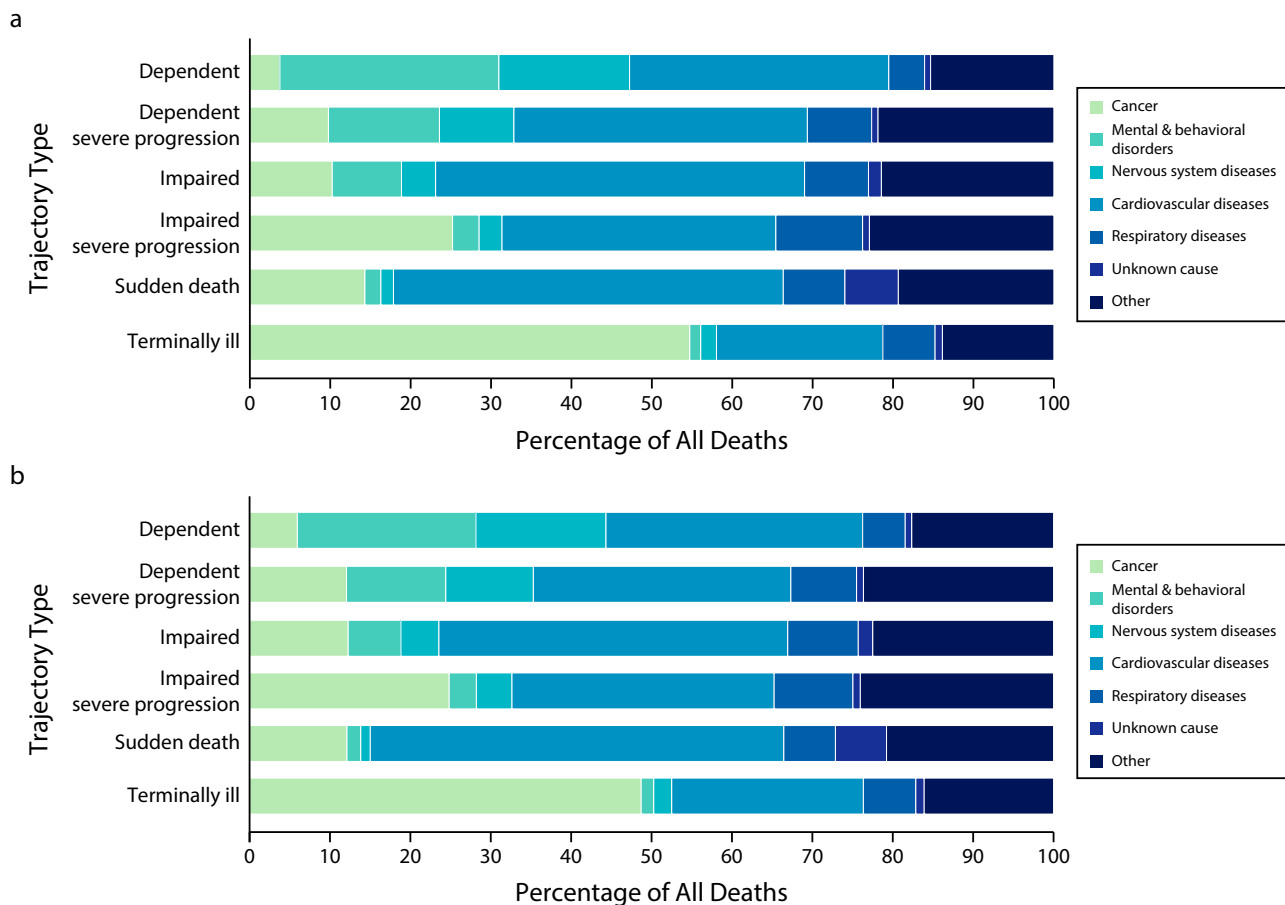 a
Trajectory Type
Dependent
Dependent
severe progression
Impaired
Impaired
severe progression
Sudden death
Terminally ill
0 10 20 30 40 50 60 70 80 90 100
Percentage of All Deaths
Cancer
Mental & behavioral
disorders
Nervous system diseases
Cardiovascular diseases
Respiratory diseases
Unknown cause
Other
b
Trajectory Type
Dependent
Dependent
severe progression
Impaired
Impaired
severe progression
Sudden death
Terminally ill
0 10 20 30 40 50 60 70 80 90 100
Percentage of All Deaths
Cancer
Mental & behavioral
disorders
Nervous system diseases
Cardiovascular diseases
Respiratory diseases
Unknown cause
Other